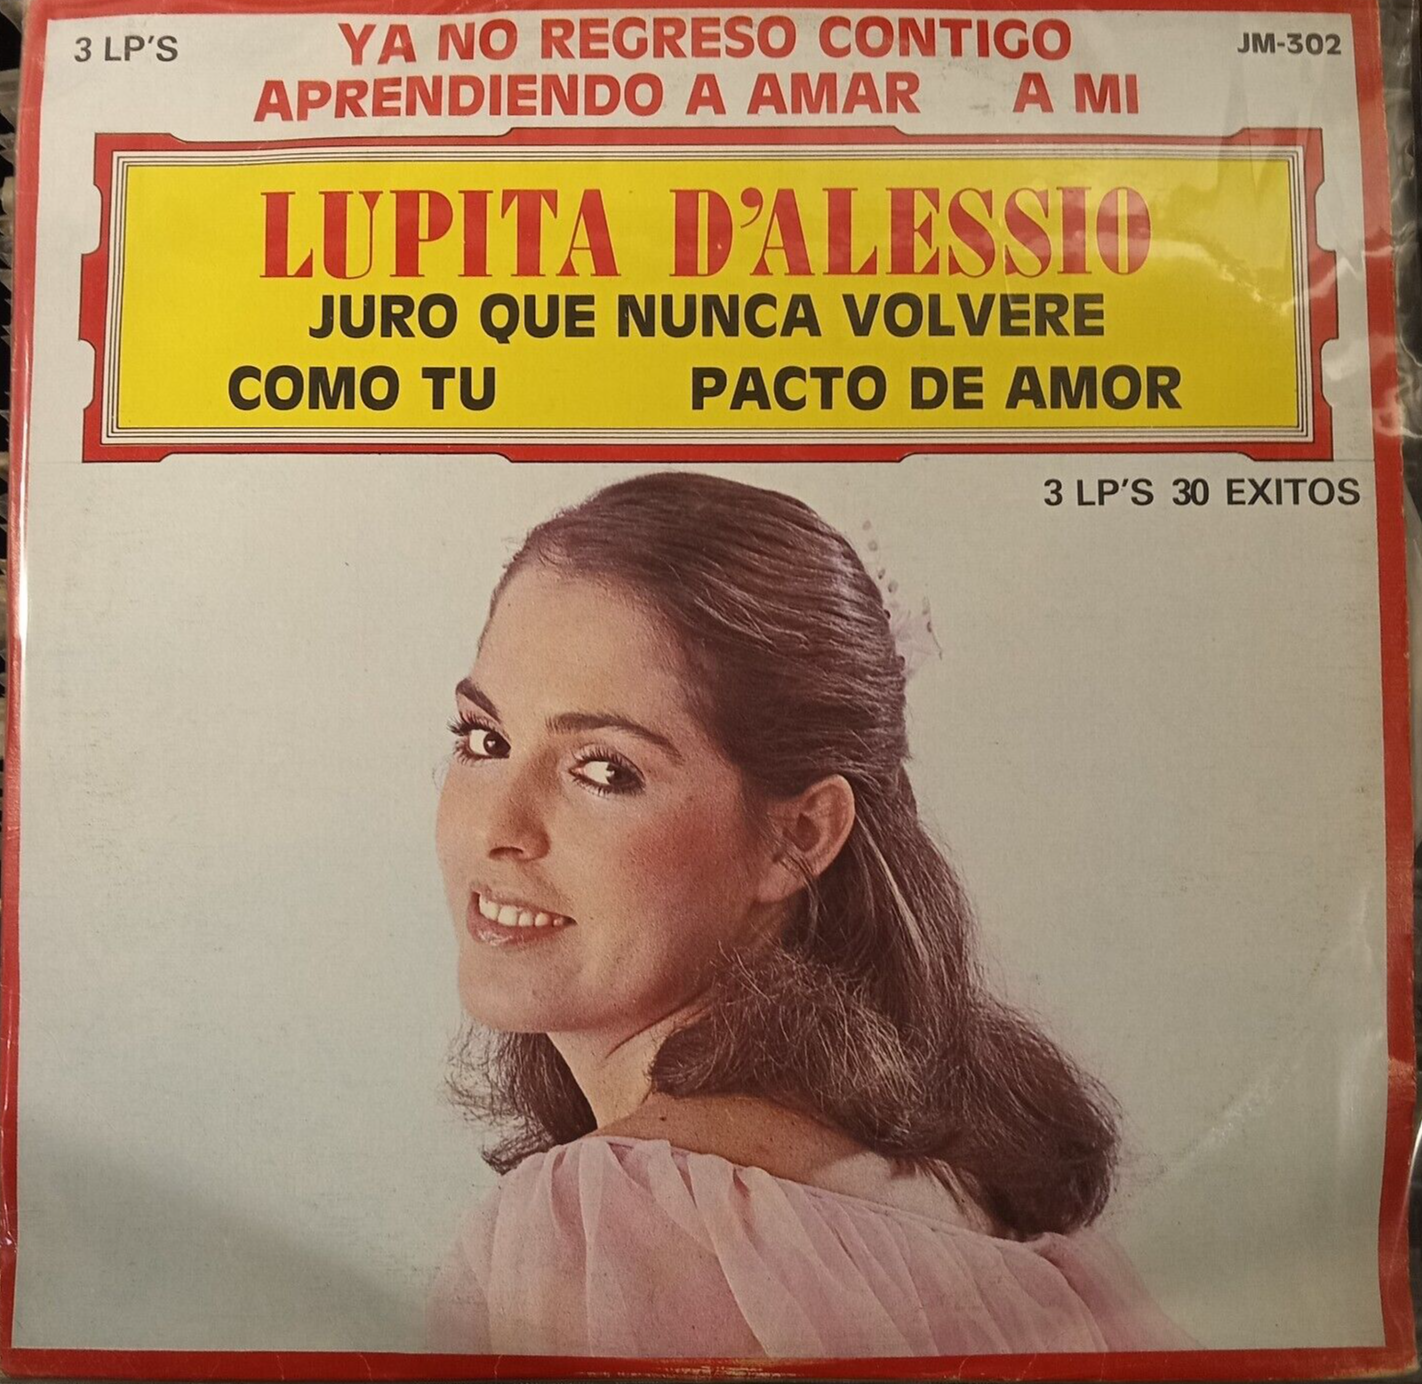 3 LP'S
YA NO REGRESO CONTIGO
JM-302
APRENDIENDO A AMAR A MI
LUPITA D'ALESSIO
JURO QUE NUNCA VOLVERE
COMO TU PACTO DE AMOR
3 LP'S 30 EXITOS